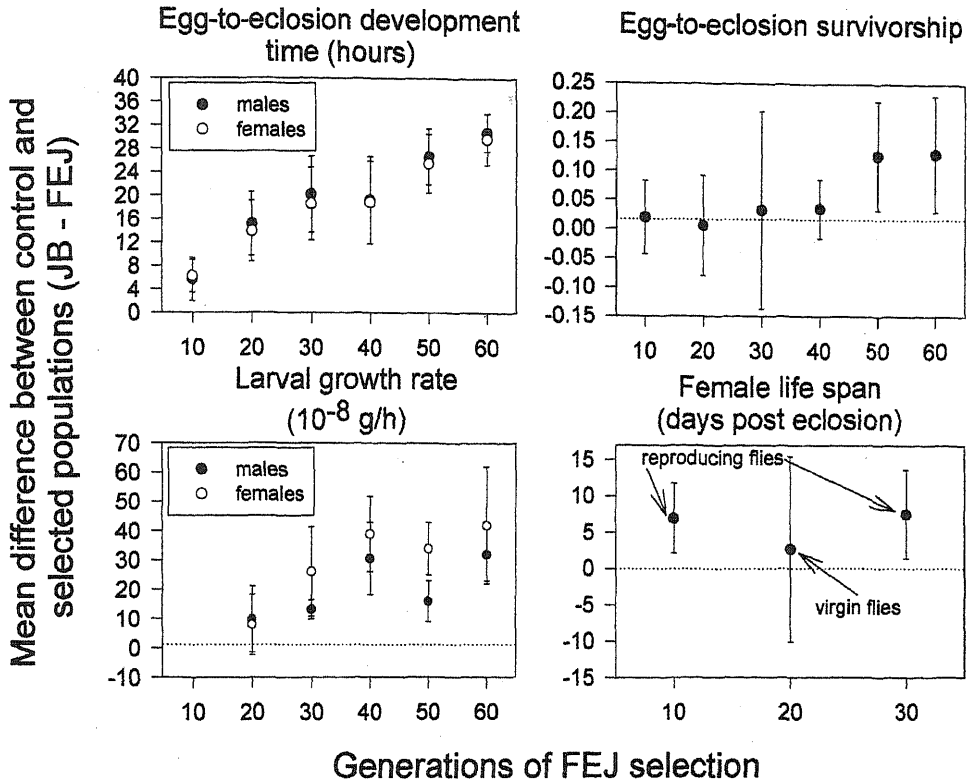 Mean difference between control and
selected populations (JB - FEJ)
Egg-to-eclosion development
time (hours)
40
36
32
28
24
20
16
12
8
4
0
males
females
10 20 30 40 50 60
Egg-to-eclosion survivorship
0.25
0.20
0.15
0.10
0.05
0.00
-0.05
-0.10
-0.15
10 20 30 40 50 60
Larval growth rate
(10-8 g/h)
70
60
50
40
30
20
10
0
-10
males
females
10 20 30 40 50 60
Female life span
(days post eclosion)
15
10
5
0
-5
-10
-15
reproducing flies
virgin flies
10 20 30
Generations of FEJ selection